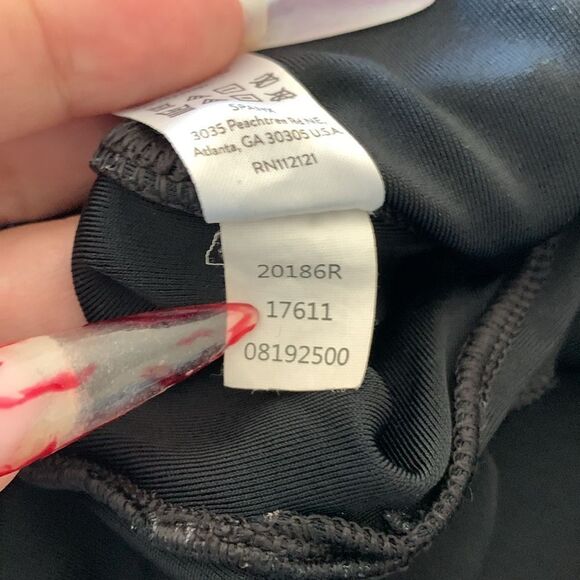 SPANX
3035 Peachtree Rd NE,
Atlanta, GA 30305 U.S.A
RN112121
20186R
17611
08192500